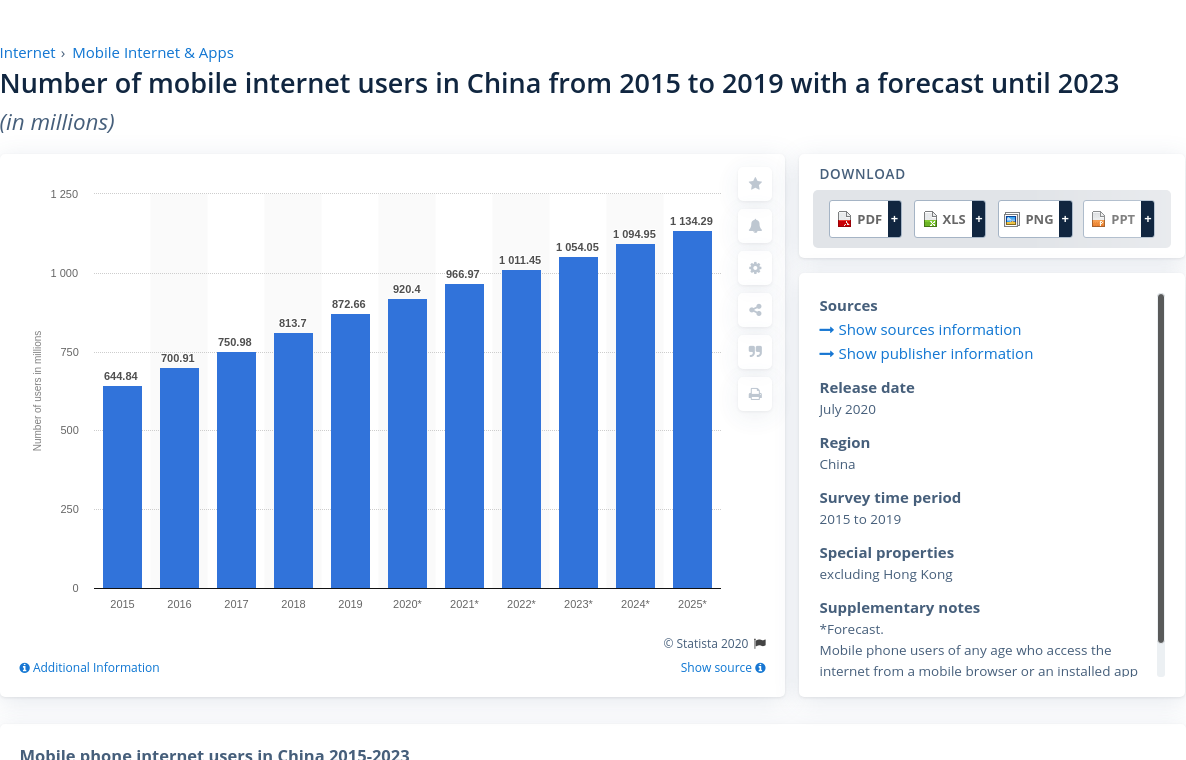 Internet › Mobile Internet & Apps
Number of mobile internet users in China from 2015 to 2019 with a forecast until 2023
(in millions)
Number of users in millions
1 250
1 000
750
500
250
0
644.84
700.91
750.98
813.7
872.66
920.4
966.97
1 011.45
1 054.05
1 094.95
1 134.29
2015
2016
2017
2018
2019
2020*
2021*
2022*
2023*
2024*
2025*
© Statista 2020
Additional Information
Show source
DOWNLOAD
PDF +
XLS +
PNG +
PPT +
Sources
Show sources information
Show publisher information
Release date
July 2020
Region
China
Survey time period
2015 to 2019
Special properties
excluding Hong Kong
Supplementary notes
*Forecast.
Mobile phone users of any age who access the
internet from a mobile browser or an installed app
Mobile phone internet users in China 2015-2023